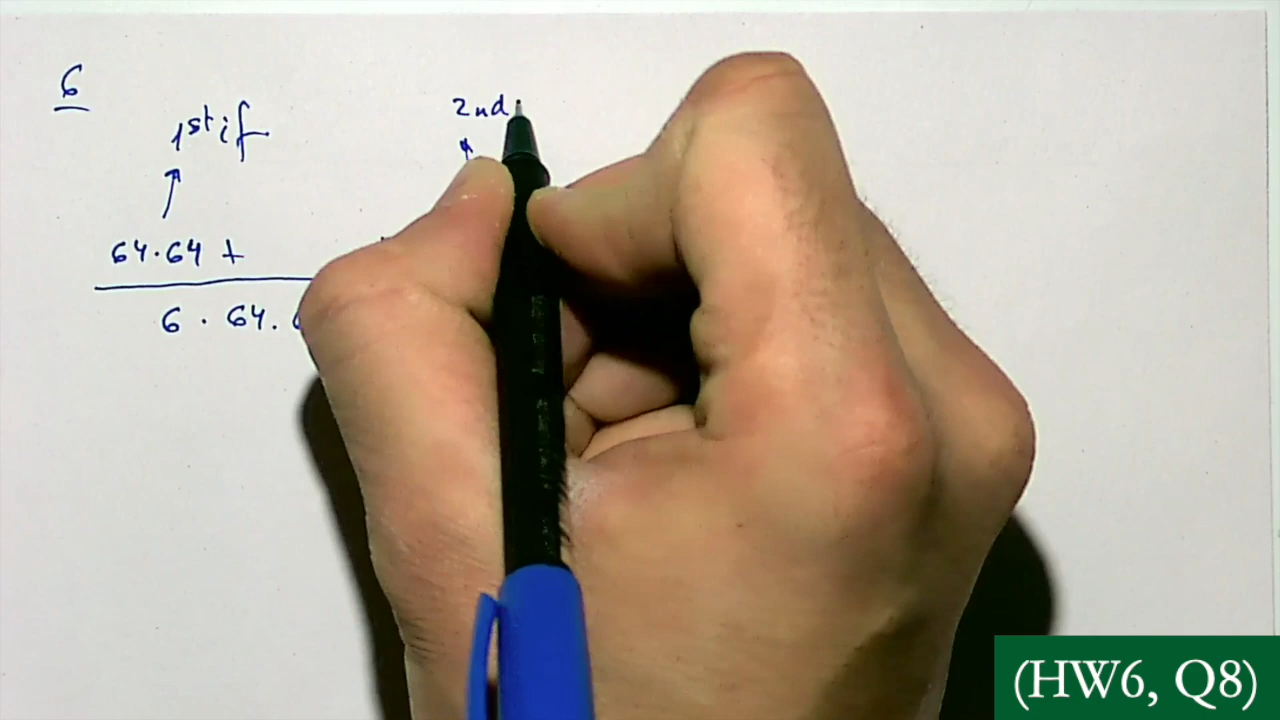 6
1st if
2nd
64.64 +
6 . 64.
(HW6, Q8)